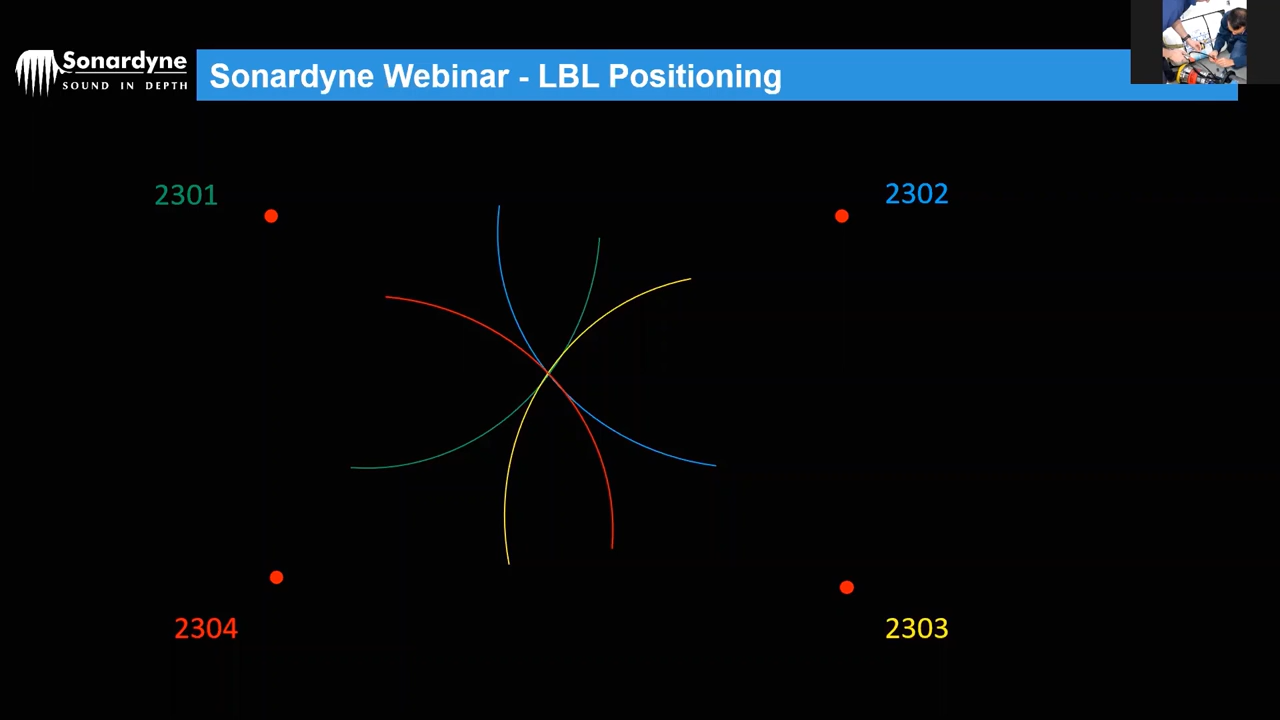 Sonardyne
SOUND IN DEPTH
Sonardyne Webinar - LBL Positioning
2301
2302
2304
2303